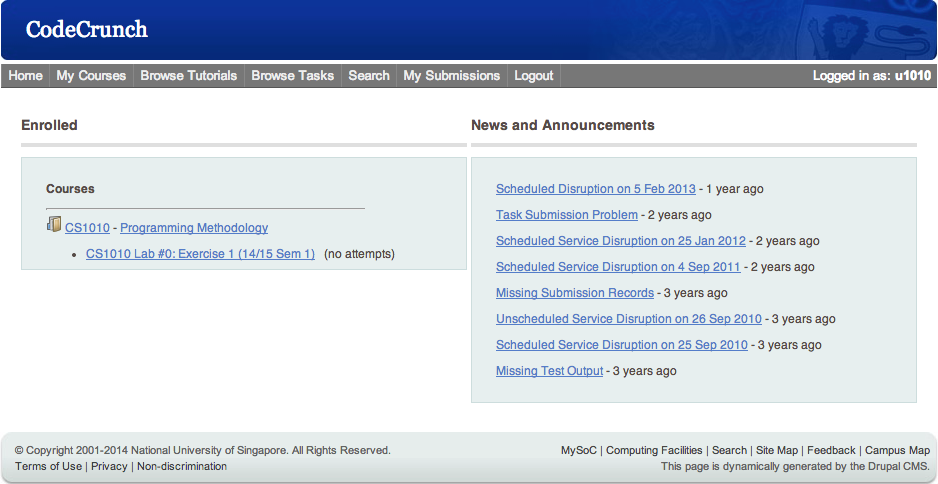 CodeCrunch
Home My Courses Browse Tutorials Browse Tasks Search My Submissions Logout Logged in as: u1010
Enrolled
Courses
CS1010 - Programming Methodology
• CS1010 Lab #0: Exercise 1 (14/15 Sem 1) (no attempts)
News and Announcements
Scheduled Disruption on 5 Feb 2013 - 1 year ago
Task Submission Problem - 2 years ago
Scheduled Service Disruption on 25 Jan 2012 - 2 years ago
Scheduled Service Disruption on 4 Sep 2011 - 2 years ago
Missing Submission Records - 3 years ago
Unscheduled Service Disruption on 26 Sep 2010 - 3 years ago
Scheduled Service Disruption on 25 Sep 2010 - 3 years ago
Missing Test Output - 3 years ago
© Copyright 2001-2014 National University of Singapore. All Rights Reserved.
Terms of Use | Privacy | Non-discrimination
MySoC | Computing Facilities | Search | Site Map | Feedback | Campus Map
This page is dynamically generated by the Drupal CMS.